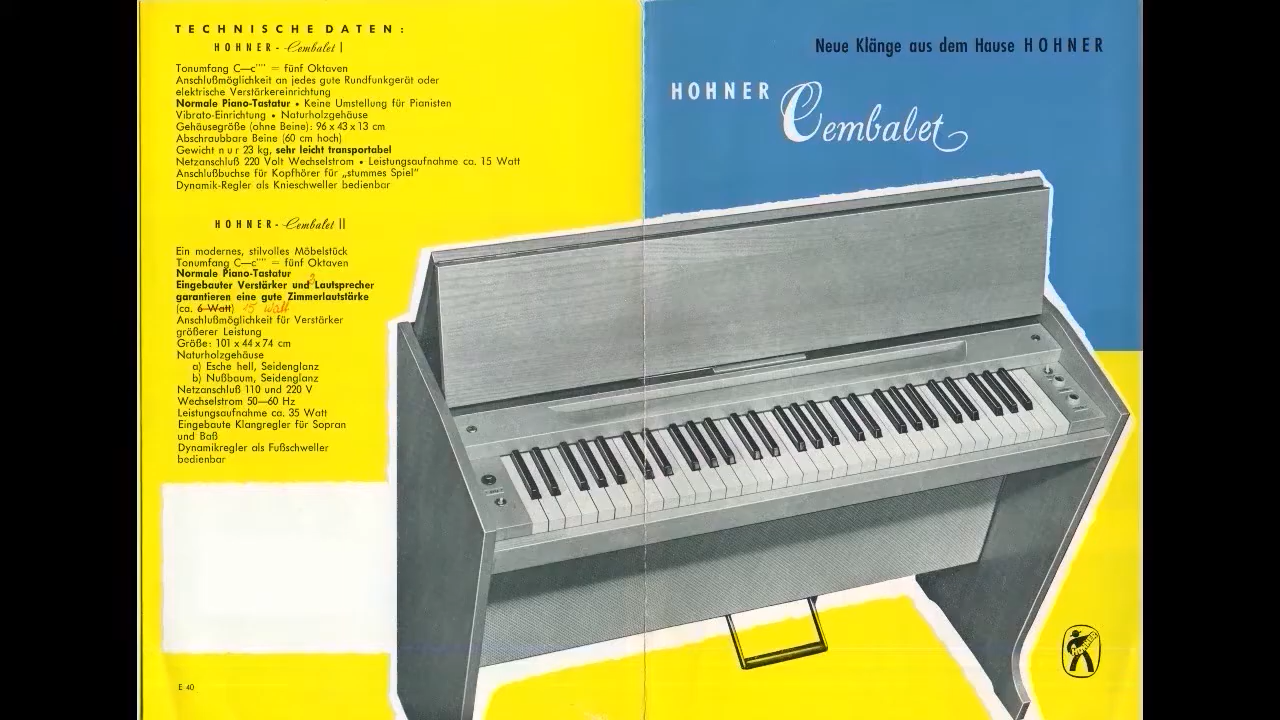 TECHNISCHE DATEN:
HOHNER-Cembalet I
Tonumfang C—c"''' = fünf Oktaven
Anschlußmöglichkeit an jedes gute Rundfunkgerät oder
elektrische Verstärkereinrichtung
Normale Piano-Tastatur • Keine Umstellung für Pianisten
Vibrato-Einrichtung • Naturholzgehäuse
Gehäusegröße (ohne Beine): 96 x 43 x 13 cm
Abschraubbare Beine (60 cm hoch)
Gewicht nur 23 kg, sehr leicht transportabel
Netzanschluß 220 Volt Wechselstrom • Leistungsaufnahme ca. 15 Watt
Anschlußbuchse für Kopfhörer für „stummes Spiel"
Dynamik-Regler als Knieschweller bedienbar
HOHNER-Cembalet II
Ein modernes, stilvolles Möbelstück
Tonumfang C—c'''' = fünf Oktaven
Normale Piano-Tastatur
Eingebauter Verstärker und 2 Lautsprecher
garantieren eine gute Zimmerlautstärke
(ca. 6 Watt) 15 Watt
Anschlußmöglichkeit für Verstärker
größerer Leistung
Größe: 101 x 44 x 74 cm
Naturholzgehäuse
a) Esche hell, Seidenglanz
b) Nußbaum, Seidenglanz
Netzanschluß 110 und 220 V
Wechselstrom 50—60 Hz
Leistungsaufnahme ca. 35 Watt
Eingebaute Klangregler für Sopran
und Baß
Dynamikregler als Fußschweller
bedienbar
E 40
Neue Klänge aus dem Hause HOHNER
HOHNER Cembalet
HOHNER